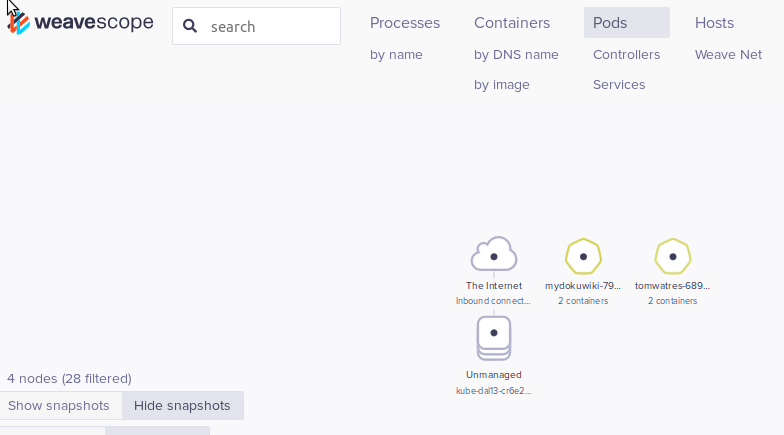 weavescope
search
Processes
Containers
Pods
Hosts
by name
by DNS name
Controllers
Weave Net
by image
Services
The Internet
mydokuwiki-79...
tomwatres-689...
Inbound connect...
2 containers
2 containers
Unmanaged
kube-dal13-cr6e2...
4 nodes (28 filtered)
Show snapshots
Hide snapshots